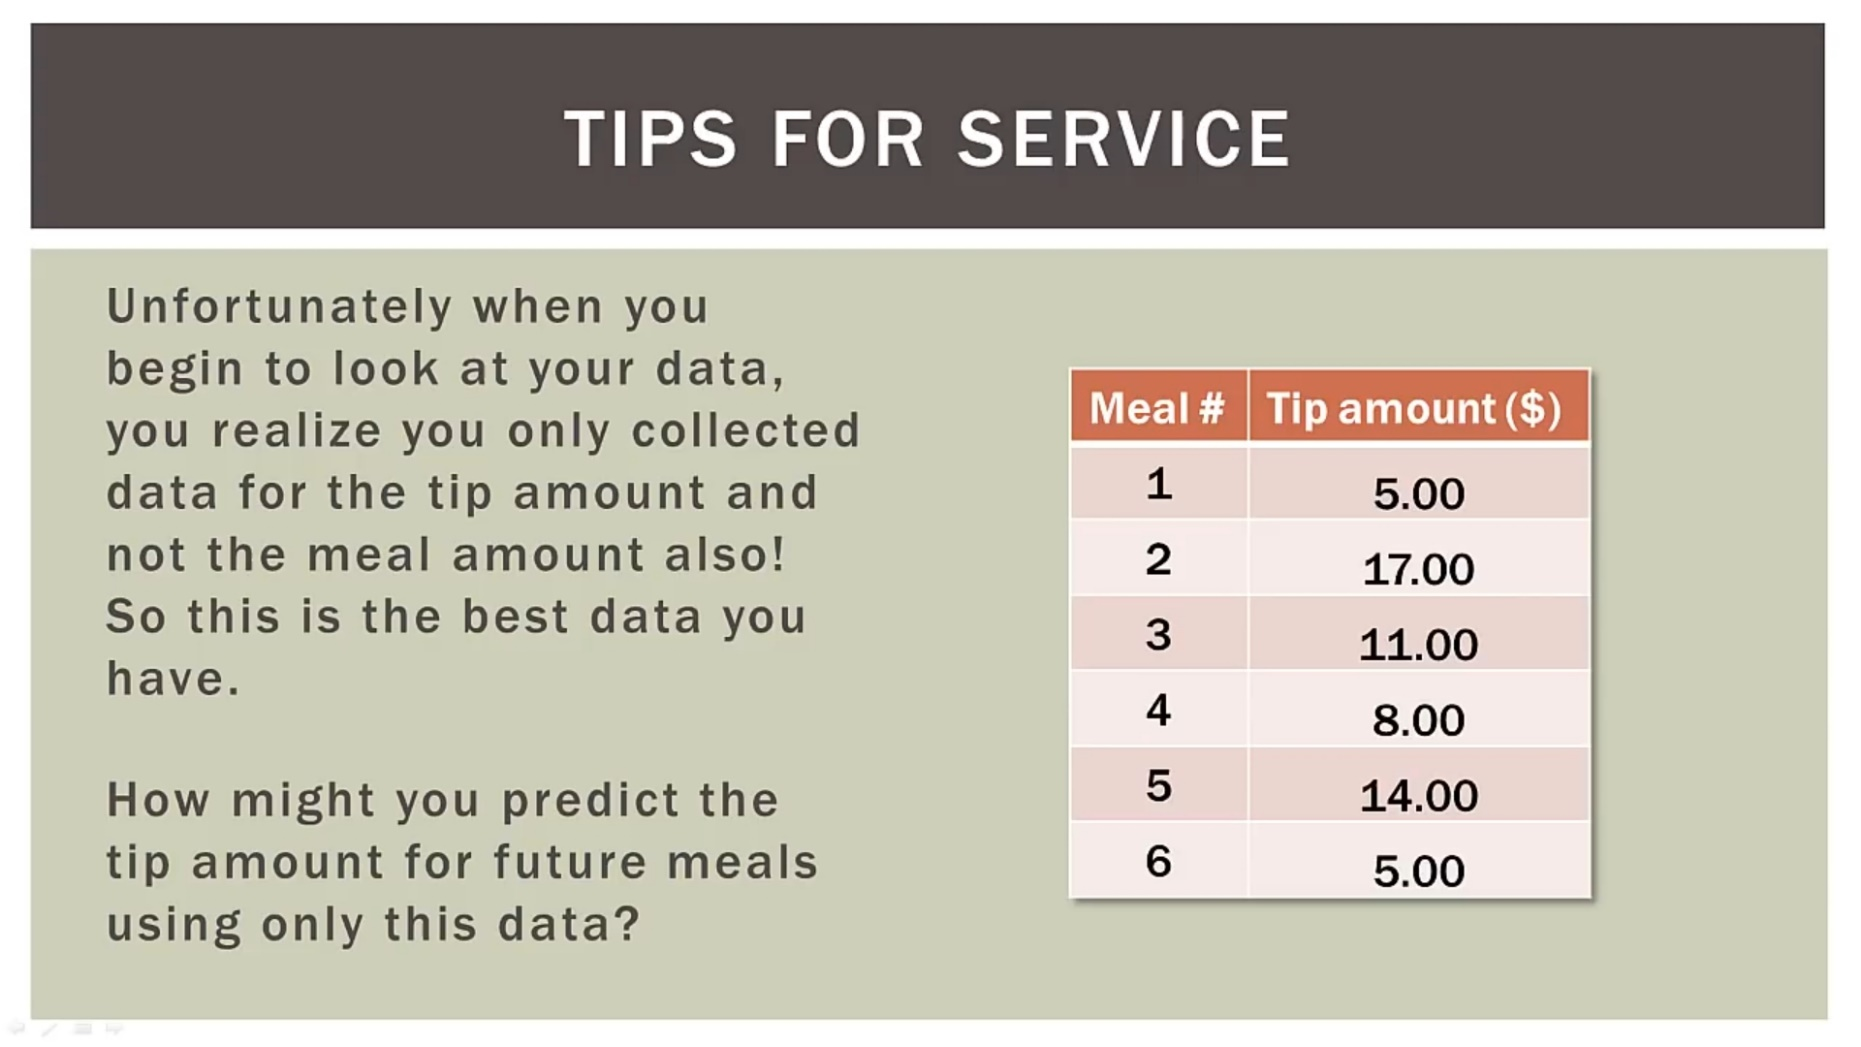 TIPS FOR SERVICE
Unfortunately when you
begin to look at your data,
you realize you only collected
data for the tip amount and
not the meal amount also!
So this is the best data you
have.
How might you predict the
tip amount for future meals
using only this data?
Meal # Tip amount ($)
1 5.00
2 17.00
3 11.00
4 8.00
5 14.00
6 5.00